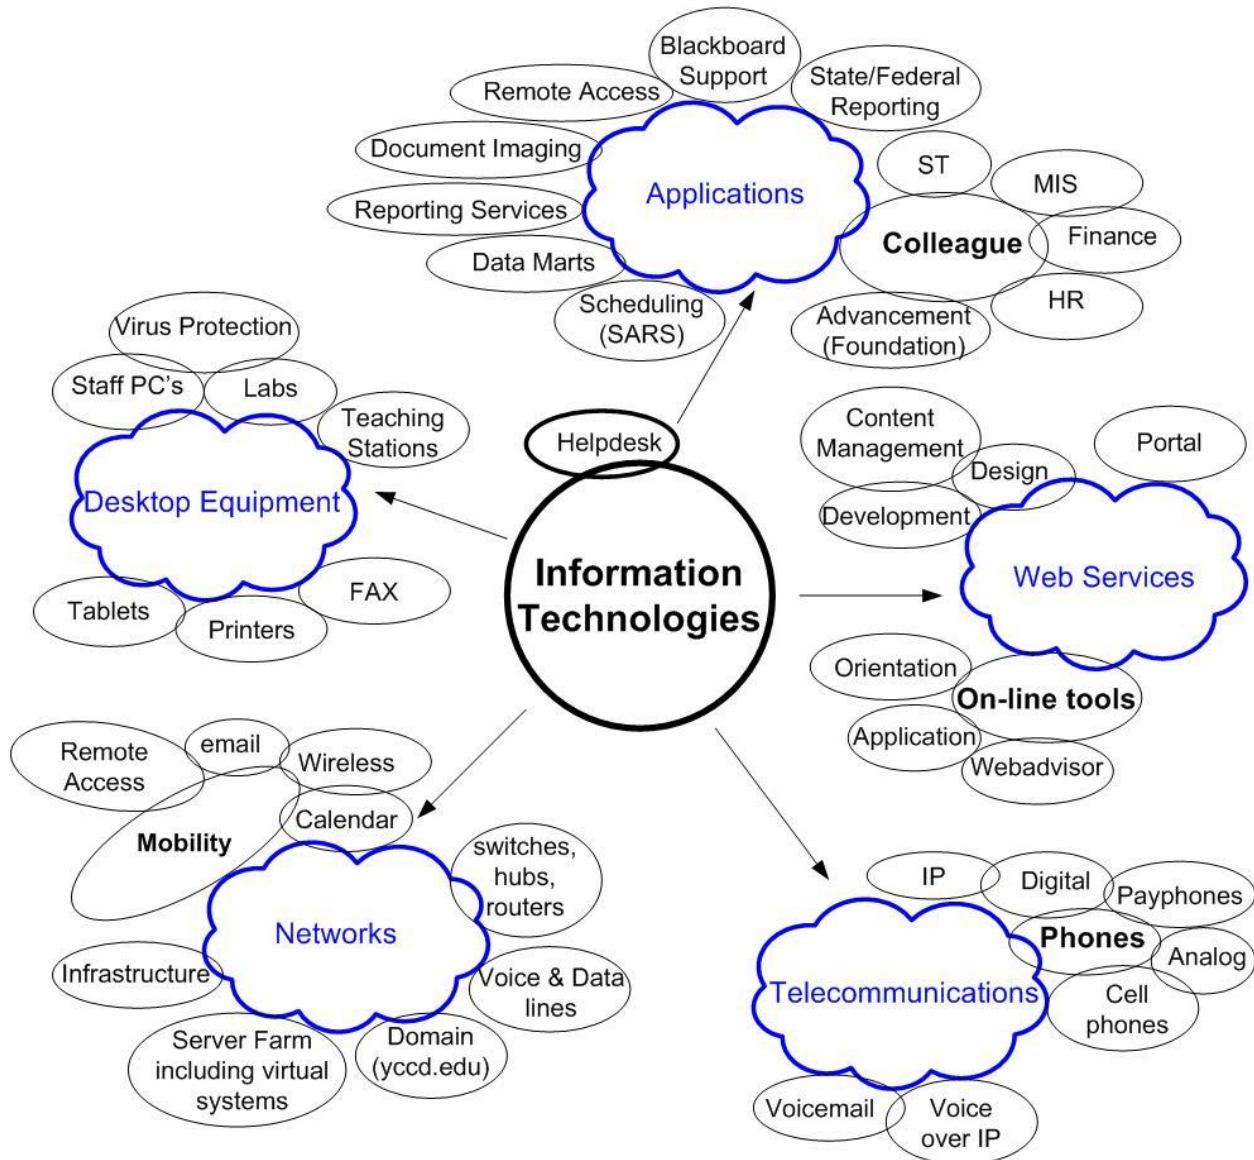 Blackboard
Support
State/Federal
Reporting
Remote Access
Document Imaging
Reporting Services
Data Marts
Scheduling
(SARS)
Applications
ST
MIS
Colleague
Finance
HR
Advancement
(Foundation)
Virus Protection
Staff PC's
Labs
Teaching
Stations
Desktop Equipment
Tablets
Printers
FAX
Helpdesk
Information
Technologies
Content
Management
Design
Development
Portal
Web Services
Orientation
On-line tools
Application
Webadvisor
Remote
Access
email
Wireless
Calendar
Mobility
switches,
hubs,
routers
Networks
Infrastructure
Voice & Data
lines
Server Farm
including virtual
systems
Domain
(yccd.edu)
IP
Digital
Payphones
Phones
Analog
Cell
phones
Telecommunications
Voicemail
Voice
over IP